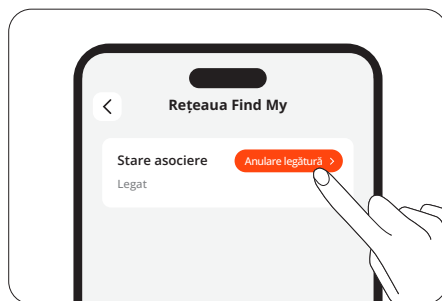 Rețeaua Find My
Stare asociere
Anulare legătură >
Legat